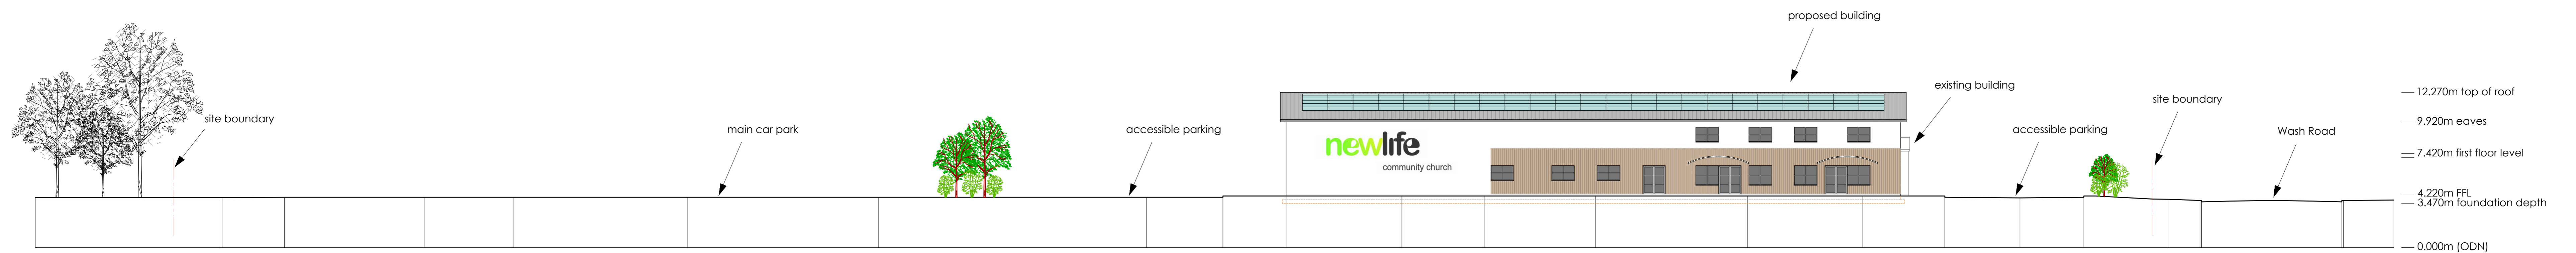 proposed building
existing building
12.270m top of roof
site boundary
site boundary
9.920m eaves
main car park
accessible parking
accessible parking
Wash Road
newlife
community church
7.420m first floor level
4.220m FFL
3.470m foundation depth
0.000m (ODN)